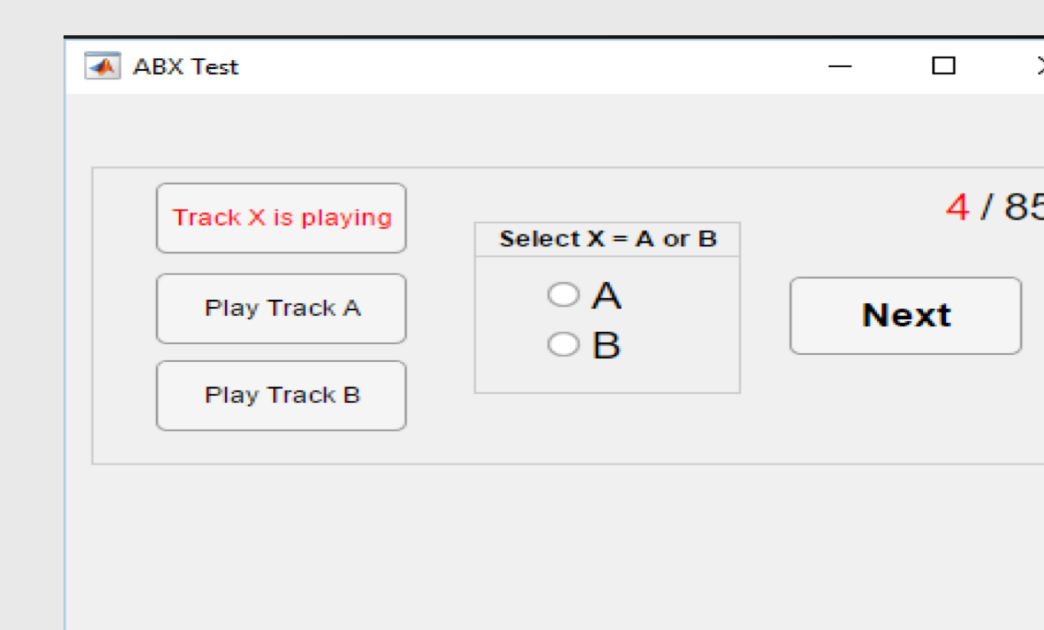 ABX Test
Track X is playing
Play Track A
Play Track B
Select X = A or B
A
B
4 / 85
Next